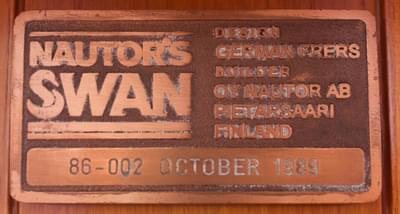 NAUTOR'S
SWAN
DESIGN
GERMAN FRERS
BUILDER
OY NAUTOR AB
PIETARSAARI
FINLAND
86-002 OCTOBER 1989